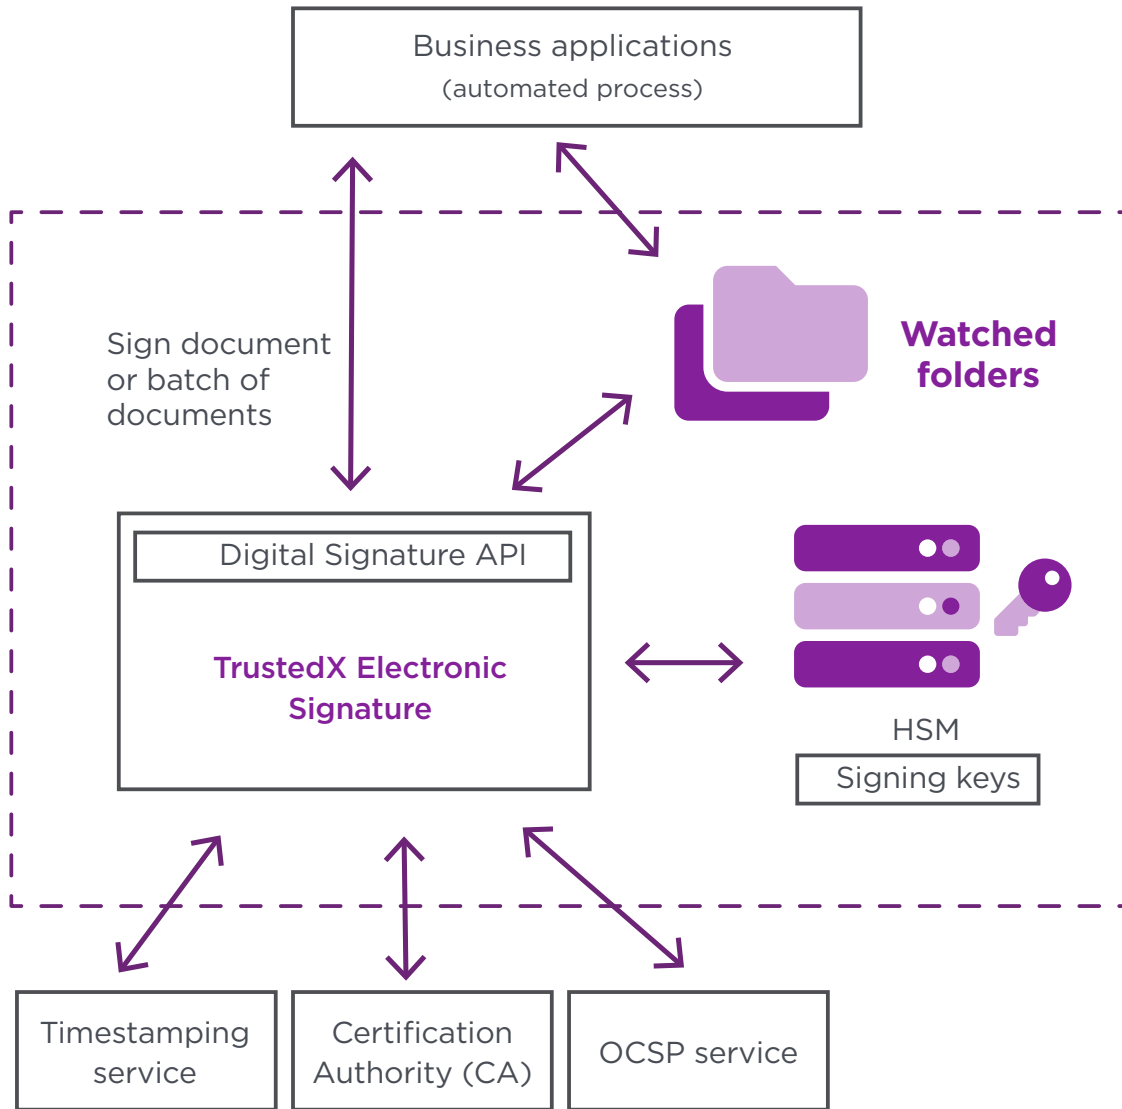 Business applications
(automated process)
Sign document
or batch of
documents
Watched
folders
Digital Signature API
TrustedX Electronic
Signature
HSM
Signing keys
Timestamping
service
Certification
Authority (CA)
OCSP service